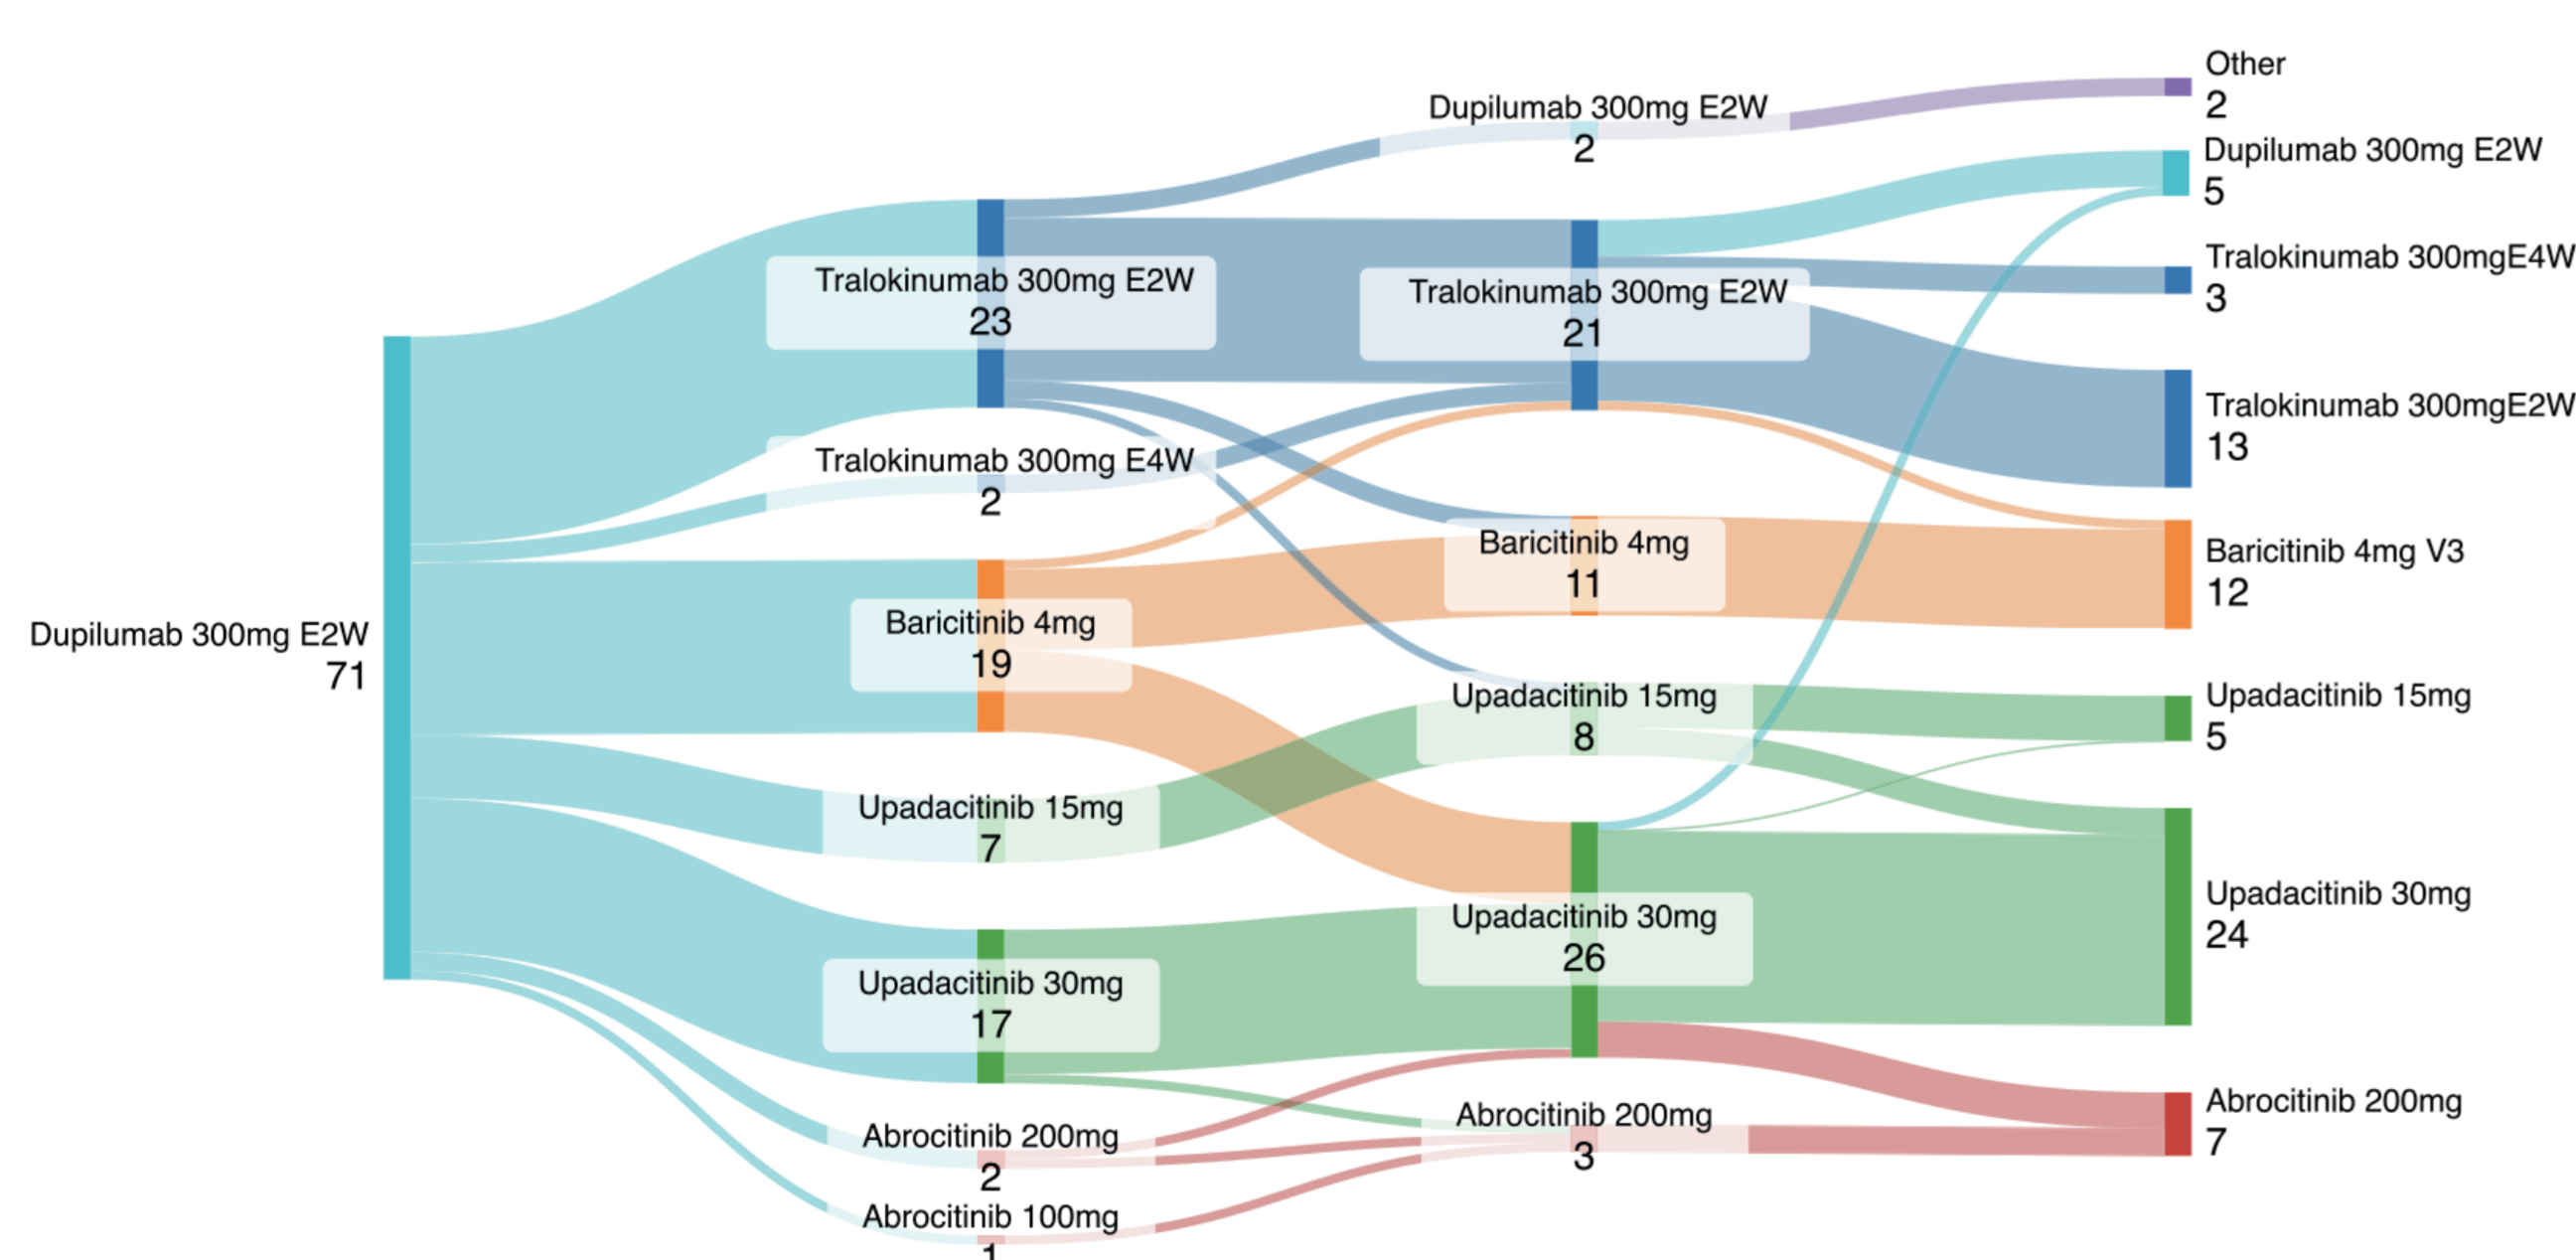 Dupilumab 300mg E2W
71
Tralokinumab 300mg E2W
23
Tralokinumab 300mg E4W
2
Baricitinib 4mg
19
Upadacitinib 15mg
7
Upadacitinib 30mg
17
Abrocitinib 200mg
2
Abrocitinib 100mg
1
Dupilumab 300mg E2W
2
Tralokinumab 300mg E2W
21
Baricitinib 4mg
11
Upadacitinib 15mg
8
Upadacitinib 30mg
26
Abrocitinib 200mg
3
Other
2
Dupilumab 300mg E2W
5
Tralokinumab 300mgE4W
3
Tralokinumab 300mgE2W
13
Baricitinib 4mg V3
12
Upadacitinib 15mg
5
Upadacitinib 30mg
24
Abrocitinib 200mg
7